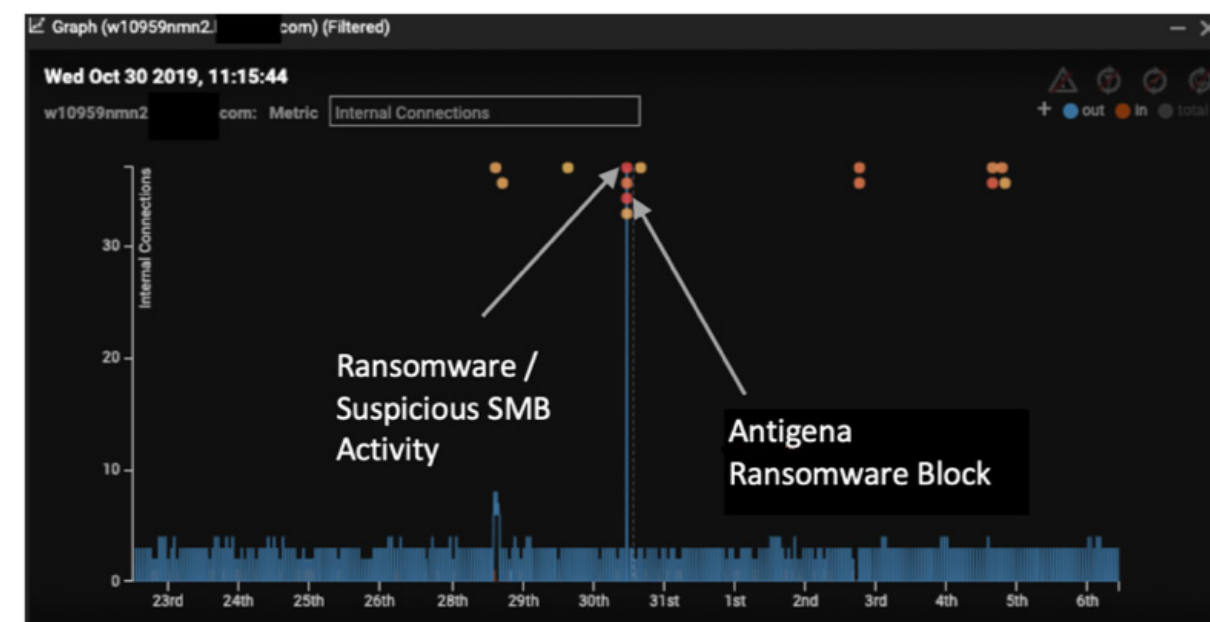 Graph (w10959nmn2. com) (Filtered)
Wed Oct 30 2019, 11:15:44
w10959nmn2 com: Metric Internal Connections
+ out in total
Internal Connections
30
20
10
0
Ransomware /
Suspicious SMB
Activity
Antigena
Ransomware Block
23rd 24th 25th 26th 28th 29th 30th 31st 1st 2nd 3rd 4th 5th 6th